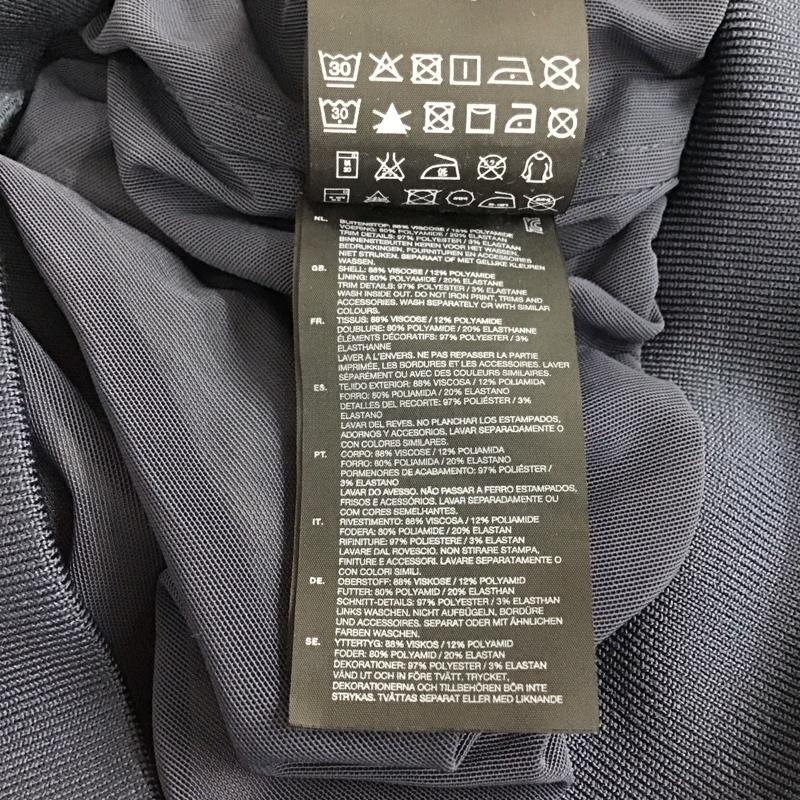 30
30
NL. BUITENSTOF: 88% VISCOSE / 12% POLYAMIDE
VOERING: 80% POLYAMIDE / 20% ELASTAAN
TRIM DETAILS: 97% POLYESTER / 3% ELASTAAN
BINNENSTEBUITEN KEREN VOOR HET WASSEN.
BEDRUKKINGEN, FOURNITUREN EN ACCESSOIRES
NIET STRIJKEN. SEPARAAT OF MET GELIJKE KLEUREN
WASSEN.
GB. SHELL: 88% VISCOSE / 12% POLYAMIDE
LINING: 80% POLYAMIDE / 20% ELASTANE
TRIM DETAILS: 97% POLYESTER / 3% ELASTANE
WASH INSIDE OUT. DO NOT IRON PRINT, TRIMS AND
ACCESSORIES. WASH SEPARATELY OR WITH SIMILAR
COLOURS.
FR. TISSUS: 88% VISCOSE / 12% POLYAMIDE
DOUBLURE: 80% POLYAMIDE / 20% ELASTHANNE
ÉLÉMENTS DÉCORATIFS: 97% POLYESTER / 3%
ELASTHANNE
LAVER À L'ENVERS. NE PAS REPASSER LA PARTIE
IMPRIMÉE, LES BORDURES ET LES ACCESSOIRES. LAVER
SÉPARÉMENT OU AVEC DES COULEURS SIMILAIRES.
ES. TEJIDO EXTERIOR: 88% VISCOSA / 12% POLIAMIDA
FORRO: 80% POLIAMIDA / 20% ELASTANO
DETALLES DEL RECORTE: 97% POLIÉSTER / 3%
ELASTANO
LAVAR DEL REVES. NO PLANCHAR LOS ESTAMPADOS,
ADORNOS Y ACCESORIOS. LAVAR SEPARADAMENTE O
CON COLORES SIMILARES.
PT. CORPO: 88% VISCOSE / 12% POLIAMIDA
FORRO: 80% POLIAMIDA / 20% ELASTANO
PORMENORES DE ACABAMENTO: 97% POLIÉSTER /
3% ELASTANO
LAVAR DO AVESSO. NÃO PASSAR A FERRO ESTAMPAS,
FRISOS E ACESSÓRIOS. LAVAR SEPARADAMENTE OU
COM CORES SEMELHANTES.
IT. RIVESTIMENTO: 88% VISCOSA / 12% POLIAMIDE
FODERA: 80% POLIAMIDE / 20% ELASTAN
RIFINITURE: 97% POLIESTERE / 3% ELASTAN
LAVARE DAL ROVESCIO. NON STIRARE STAMPA,
FINITURE E ACCESSORI. LAVARE SEPARATAMENTE O
CON COLORI SIMILI.
DE. OBERSTOFF: 88% VISKOSE / 12% POLYAMID
FUTTER: 80% POLYAMID / 20% ELASTHAN
SCHNITT-DETAILS: 97% POLYESTER / 3% ELASTHAN
LINKS WASCHEN. NICHT AUFBÜGELN. BORDÜRE
UND ACCESSOIRES. SEPARAT ODER MIT ÄHNLICHEN
FARBEN WASCHEN.
SE. YTTERTYG: 88% VISKOS / 12% POLYAMID
FODER: 80% POLYAMID / 20% ELASTAN
DEKORATIONER: 97% POLYESTER / 3% ELASTAN
VÄND UT OCH IN FÖRE TVÄTT. TRYCKET,
DEKORATIONERNA OCH TILLBEHÖREN BÖR INTE
STRYKAS. TVÄTTAS SEPARAT ELLER MED LIKNANDE